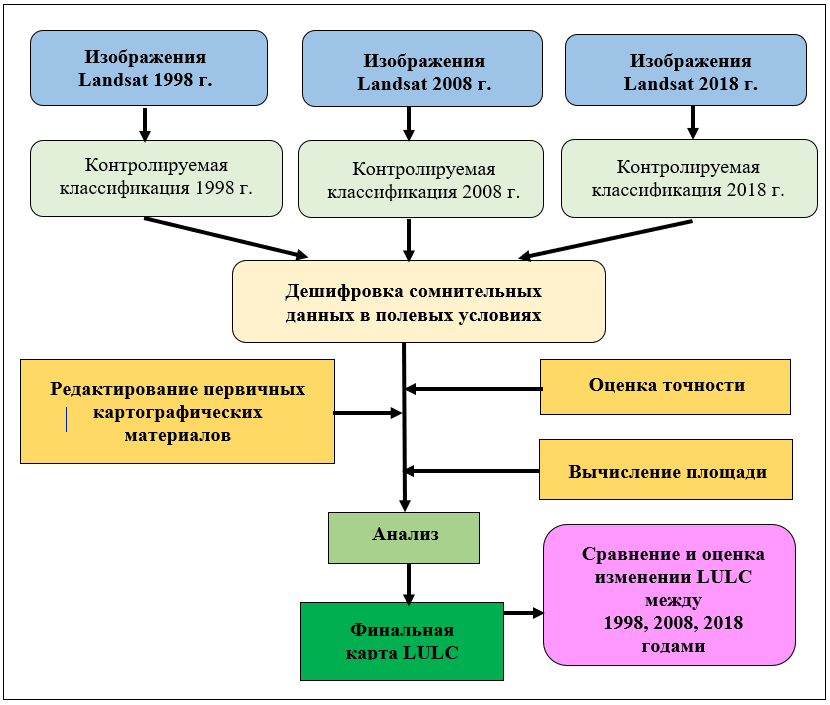 Изображения
Landsat 1998 г.
Изображения
Landsat 2008 г.
Изображения
Landsat 2018 г.
Контролируемая
классификация 1998 г.
Контролируемая
классификация 2008 г.
Контролируемая
классификация 2018 г.
Дешифровка сомнительных
данных в полевых условиях
Редактирование первичных
картографических
материалов
Оценка точности
Вычисление площади
Анализ
Сравнение и оценка
изменении LULC
между
1998, 2008, 2018
годами
Финальная
карта LULC